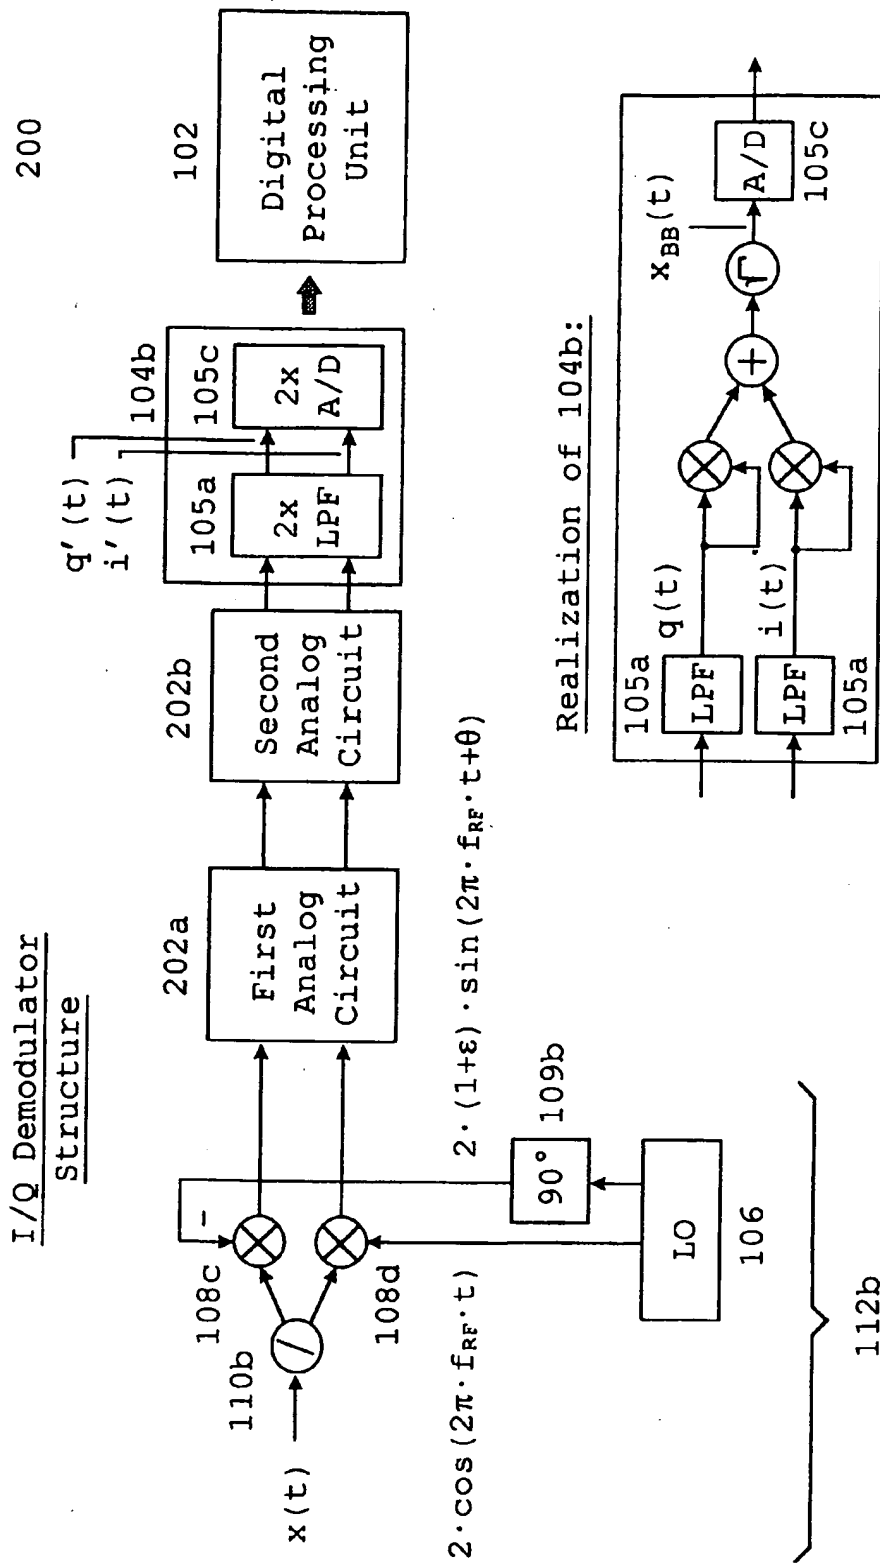 200
I/Q Demodulator
Structure
x(t)
110b
108c
108d
–
2·cos(2π·f_RF·t)
2·(1+ε)·sin(2π·f_RF·t+θ)
90°
109b
LO
106
112b
202a
First
Analog
Circuit
202b
Second
Analog
Circuit
q'(t)
i'(t)
104b
105a
2x
LPF
105c
2x
A/D
102
Digital
Processing
Unit
Realization of 104b:
105a
LPF
q(t)
LPF
i(t)
105a
+
√
x_BB(t)
A/D
105c